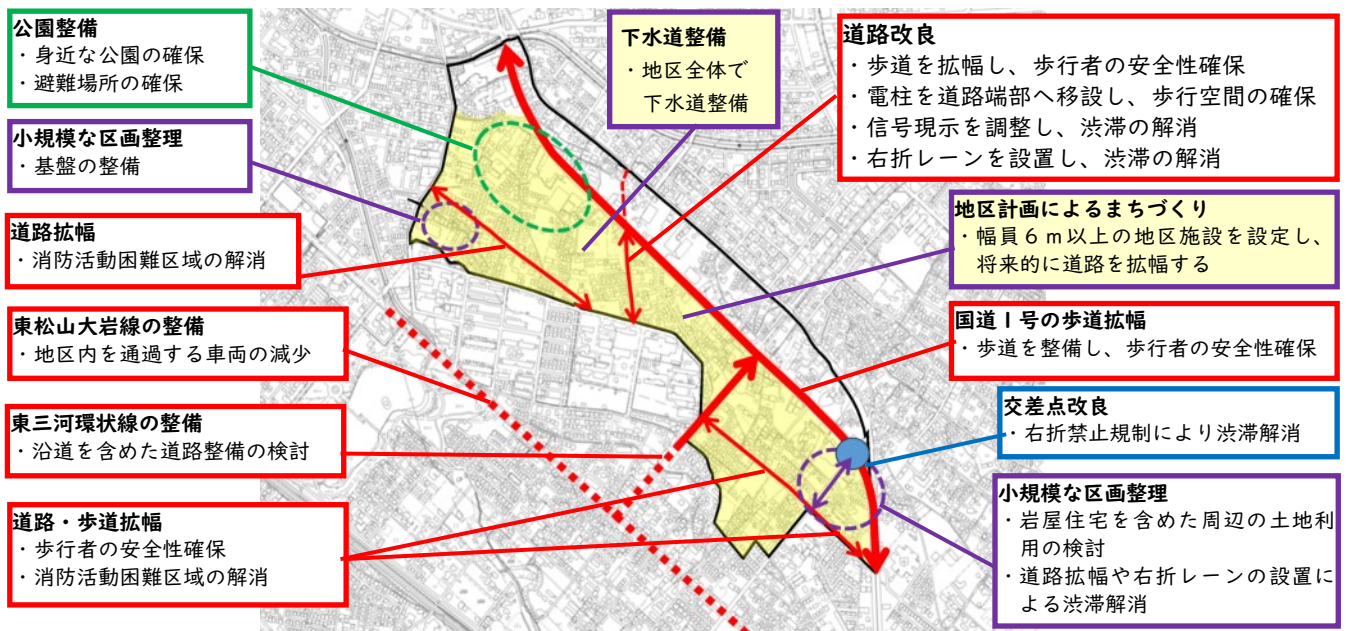 公園整備
・身近な公園の確保
・避難場所の確保
小規模な区画整理
・基盤の整備
道路拡幅
・消防活動困難区域の解消
東松山大岩線の整備
・地区内を通過する車両の減少
東三河環状線の整備
・沿道を含めた道路整備の検討
道路・歩道拡幅
・歩行者の安全性確保
・消防活動困難区域の解消
下水道整備
・地区全体で
下水道整備
道路改良
・歩道を拡幅し、歩行者の安全性確保
・電柱を道路端部へ移設し、歩行空間の確保
・信号現示を調整し、渋滞の解消
・右折レーンを設置し、渋滞の解消
地区計画によるまちづくり
・幅員６ｍ以上の地区施設を設定し、
将来的に道路を拡幅する
国道１号の歩道拡幅
・歩道を整備し、歩行者の安全性確保
交差点改良
・右折禁止規制により渋滞解消
小規模な区画整理
・岩屋住宅を含めた周辺の土地利
用の検討
・道路拡幅や右折レーンの設置に
よる渋滞解消